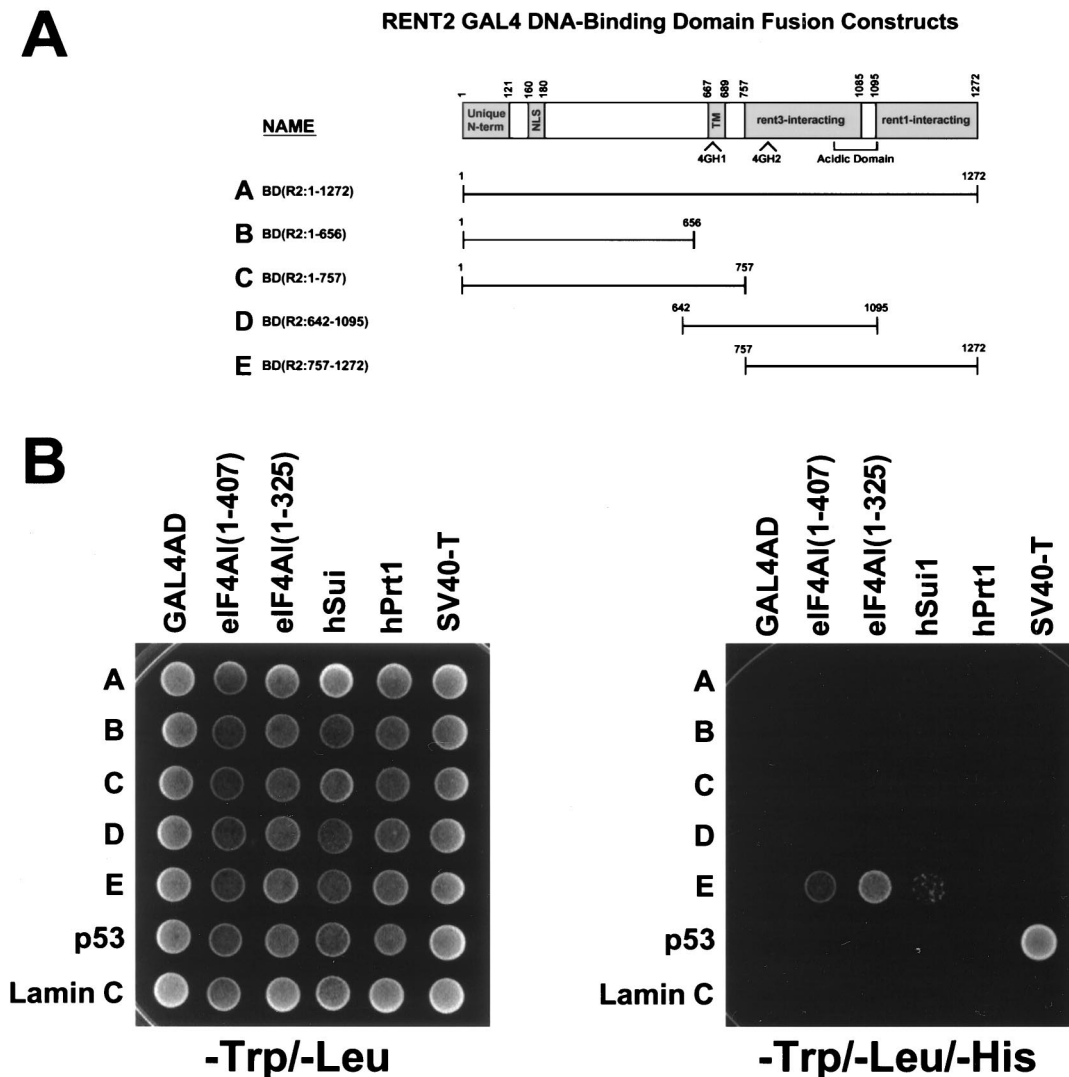 A
RENT2 GAL4 DNA-Binding Domain Fusion Constructs
1 121 160 180 667 689 757 1085 1095 1272
NAME
Unique N-term NLS TM rent3-interacting rent1-interacting
4GH1 4GH2 Acidic Domain
A BD(R2:1-1272) 1 1272
B BD(R2:1-656) 1 656
C BD(R2:1-757) 1 757
D BD(R2:642-1095) 642 1095
E BD(R2:757-1272) 757 1272
B
GAL4AD eIF4AI(1-407) eIF4AI(1-325) hSui hPrt1 SV40-T
A
B
C
D
E
p53
Lamin C
-Trp/-Leu
GAL4AD eIF4AI(1-407) eIF4AI(1-325) hSui1 hPrt1 SV40-T
A
B
C
D
E
p53
Lamin C
-Trp/-Leu/-His